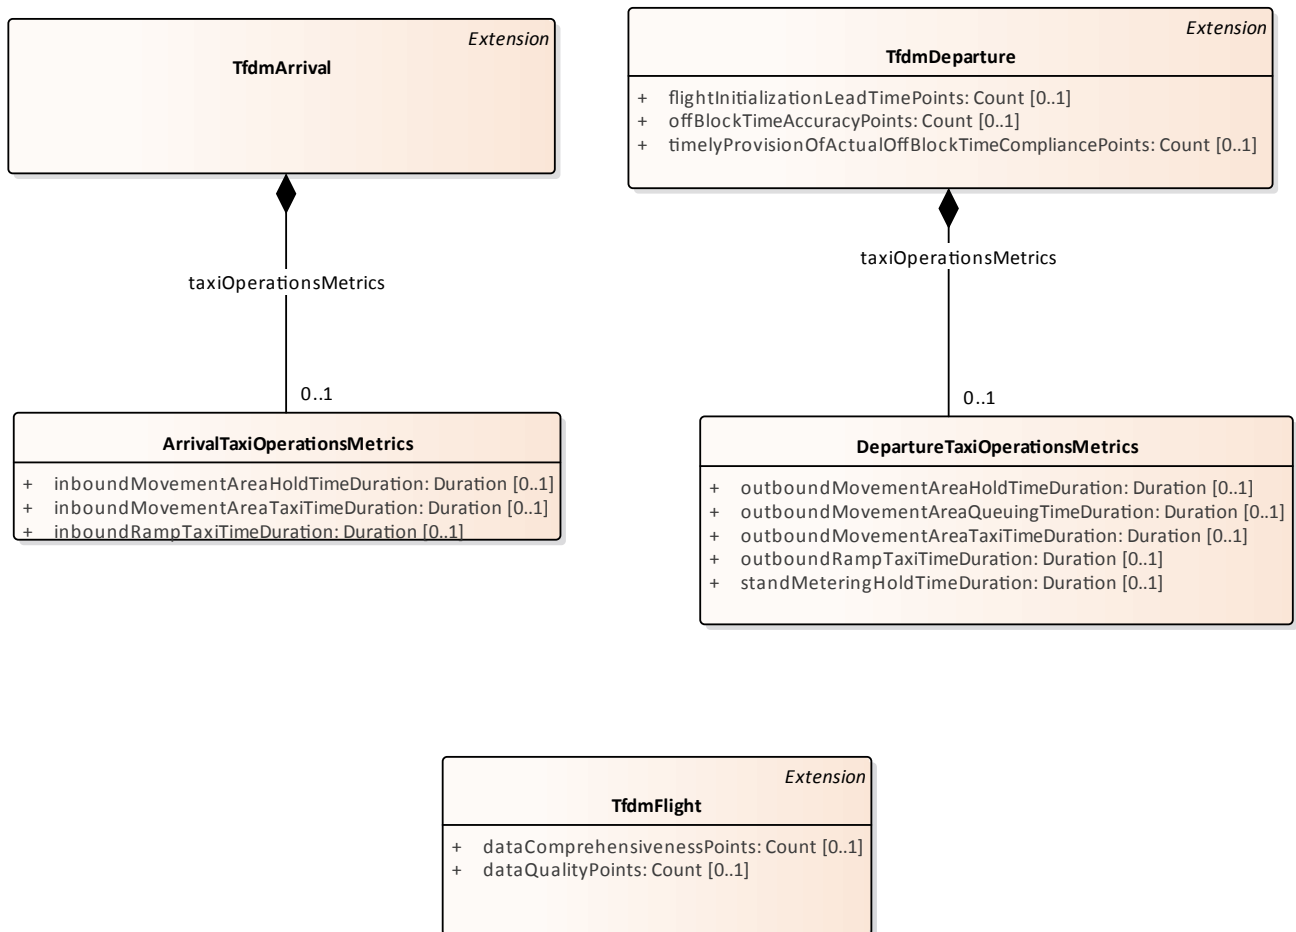 Extension
TfdmArrival
Extension
TfdmDeparture
+ flightInitializationLeadTimePoints: Count [0..1]
+ offBlockTimeAccuracyPoints: Count [0..1]
+ timelyProvisionOfActualOffBlockTimeCompliancePoints: Count [0..1]
taxiOperationsMetrics
0..1
taxiOperationsMetrics
0..1
ArrivalTaxiOperationsMetrics
+ inboundMovementAreaHoldTimeDuration: Duration [0..1]
+ inboundMovementAreaTaxiTimeDuration: Duration [0..1]
+ inboundRampTaxiTimeDuration: Duration [0..1]
DepartureTaxiOperationsMetrics
+ outboundMovementAreaHoldTimeDuration: Duration [0..1]
+ outboundMovementAreaQueuingTimeDuration: Duration [0..1]
+ outboundMovementAreaTaxiTimeDuration: Duration [0..1]
+ outboundRampTaxiTimeDuration: Duration [0..1]
+ standMeteringHoldTimeDuration: Duration [0..1]
Extension
TfdmFlight
+ dataComprehensivenessPoints: Count [0..1]
+ dataQualityPoints: Count [0..1]